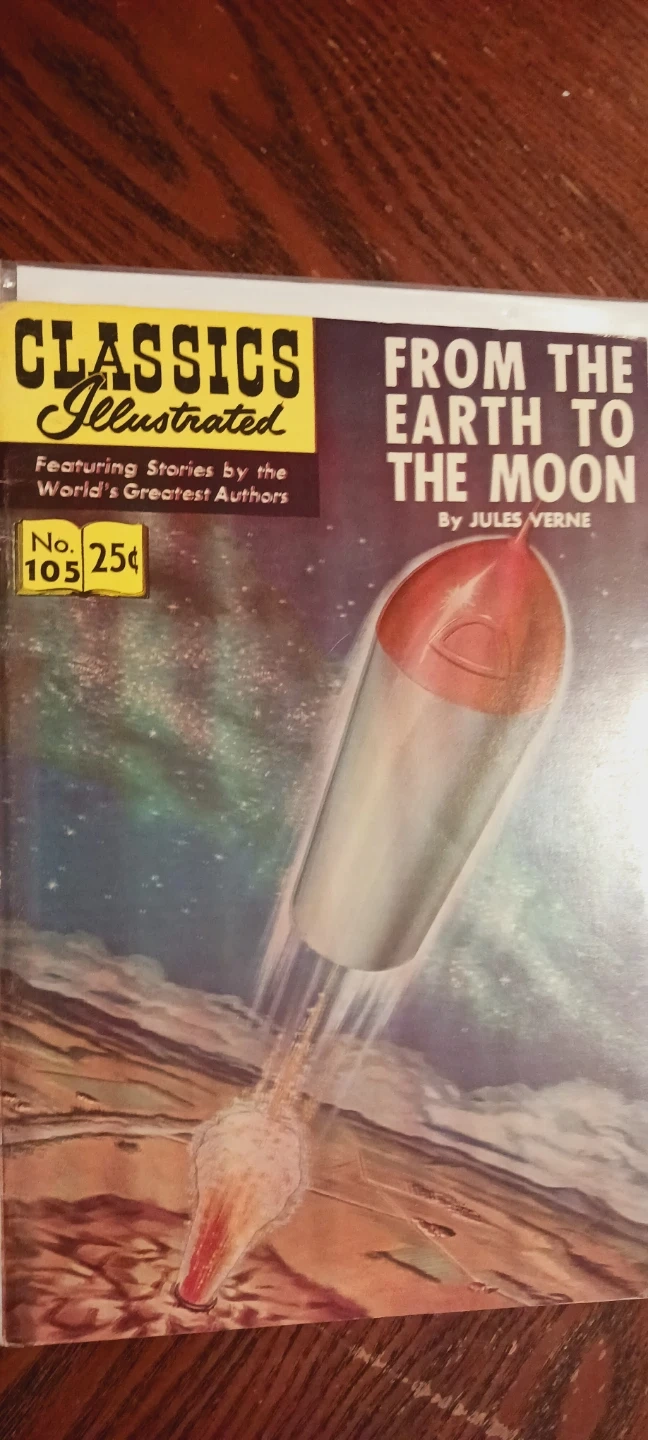 CLASSICS
Illustrated
Featuring Stories by the
World's Greatest Authors
No.
105
25¢
FROM THE
EARTH TO
THE MOON
By JULES VERNE